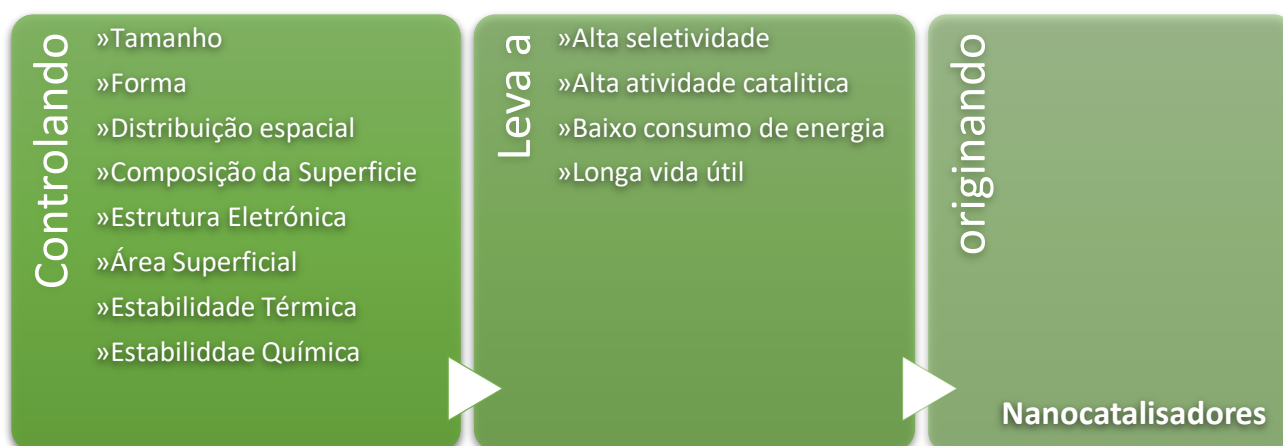 Controlando
»Tamanho
»Forma
»Distribuição espacial
»Composição da Superficie
»Estrutura Eletrónica
»Área Superficial
»Estabilidade Térmica
»Estabiliddae Química
Leva a
»Alta seletividade
»Alta atividade catalitica
»Baixo consumo de energia
»Longa vida útil
originando
Nanocatalisadores